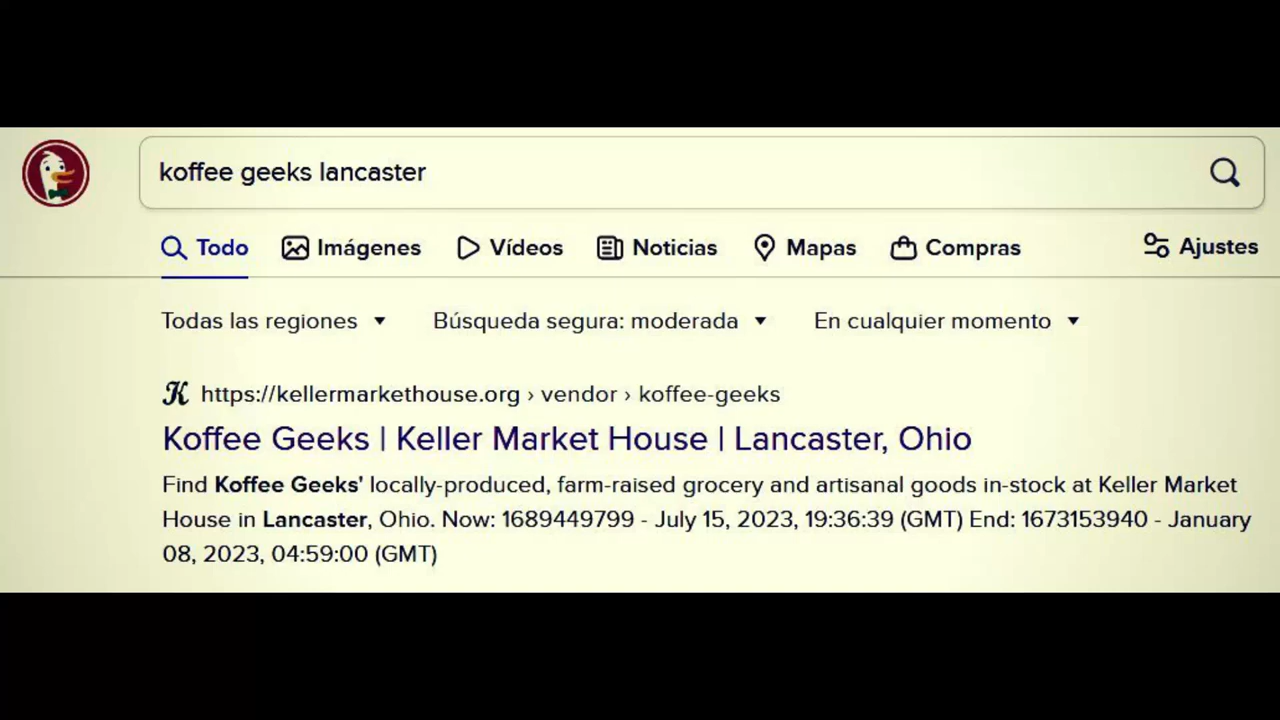 koffee geeks lancaster
Todo Imágenes Vídeos Noticias Mapas Compras Ajustes
Todas las regiones Búsqueda segura: moderada En cualquier momento
K https://kellermarkethouse.org › vendor › koffee-geeks
Koffee Geeks | Keller Market House | Lancaster, Ohio
Find Koffee Geeks' locally-produced, farm-raised grocery and artisanal goods in-stock at Keller Market
House in Lancaster, Ohio. Now: 1689449799 - July 15, 2023, 19:36:39 (GMT) End: 1673153940 - January
08, 2023, 04:59:00 (GMT)